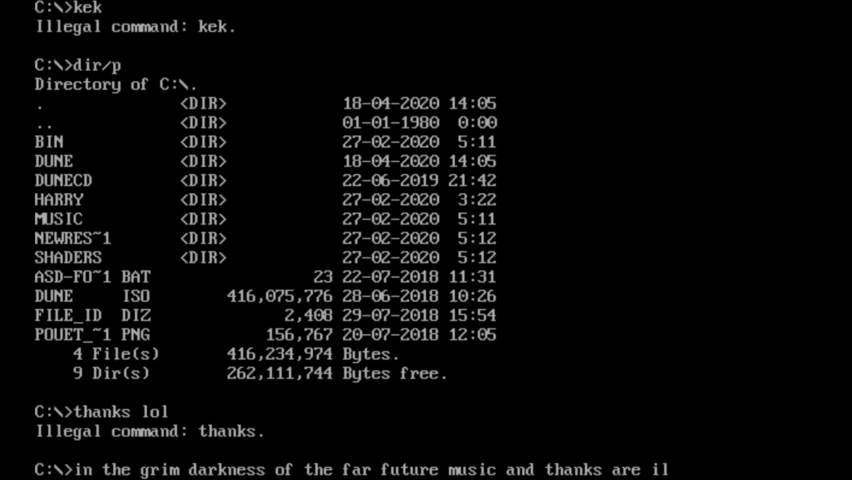 C:\>kek
Illegal command: kek.
C:\>dir/p
Directory of C:\.
. <DIR> 18-04-2020 14:05
.. <DIR> 01-01-1980 0:00
BIN <DIR> 27-02-2020 5:11
DUNE <DIR> 18-04-2020 14:05
DUNECD <DIR> 22-06-2019 21:42
HARRY <DIR> 27-02-2020 3:22
MUSIC <DIR> 27-02-2020 5:11
NEWRES~1 <DIR> 27-02-2020 5:12
SHADERS <DIR> 27-02-2020 5:12
ASD-FO~1 BAT 23 22-07-2018 11:31
DUNE ISO 416,075,776 28-06-2018 10:26
FILE_ID DIZ 2,408 29-07-2018 15:54
POUET_~1 PNG 156,767 20-07-2018 12:05
4 File(s) 416,234,974 Bytes.
9 Dir(s) 262,111,744 Bytes free.
C:\>thanks lol
Illegal command: thanks.
C:\>in the grim darkness of the far future music and thanks are il